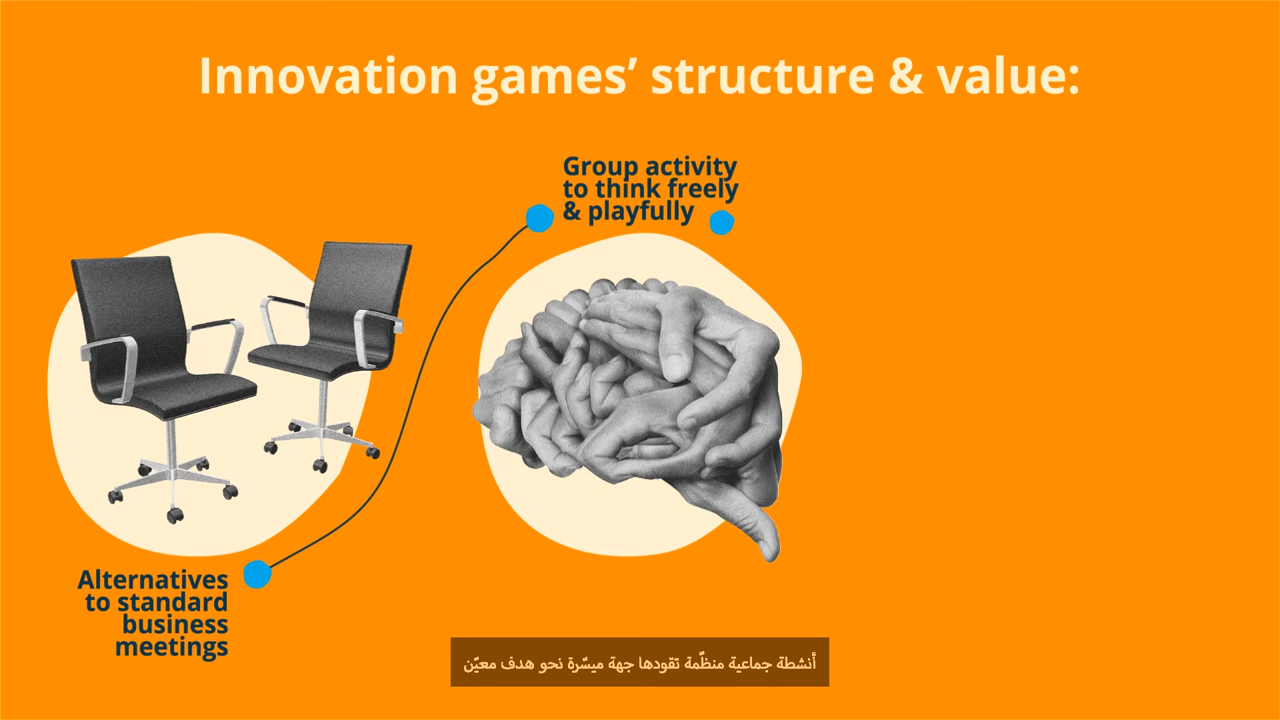 Innovation games’ structure & value:
Group activity
to think freely
& playfully
Alternatives
to standard
business
meetings
أنشطة جماعية منظّمة تقودها جهة ميسّرة نحو هدف معيّن